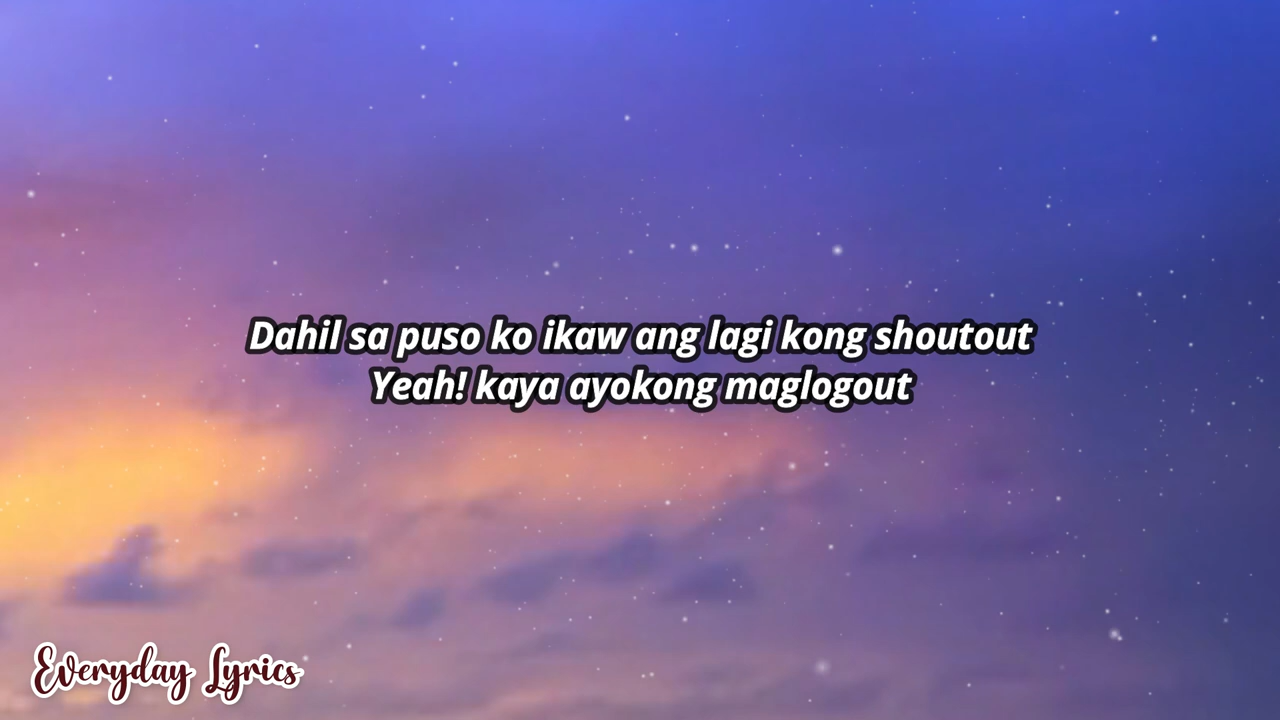 Dahil sa puso ko ikaw ang lagi kong shoutout
Yeah! kaya ayokong maglogout
Everyday Lyrics